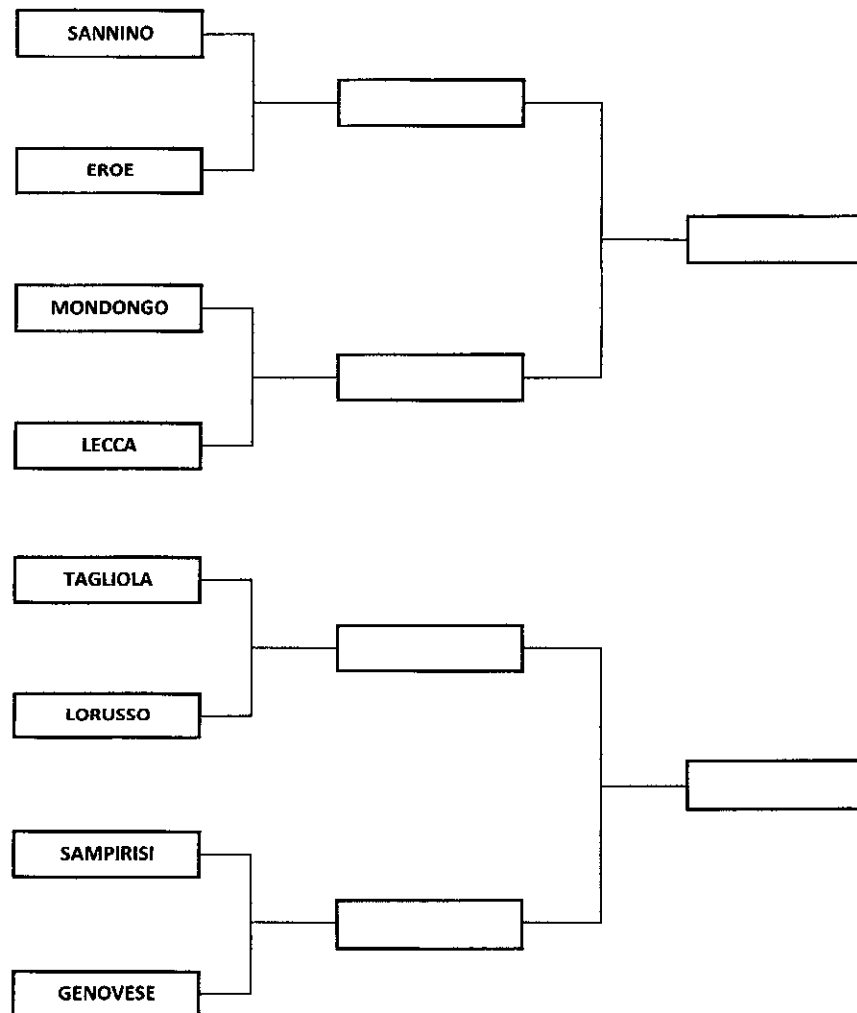 SANNINO
EROE
MONDONGO
LECCA
TAGLIOLA
LORUSSO
SAMPIRISI
GENOVESE